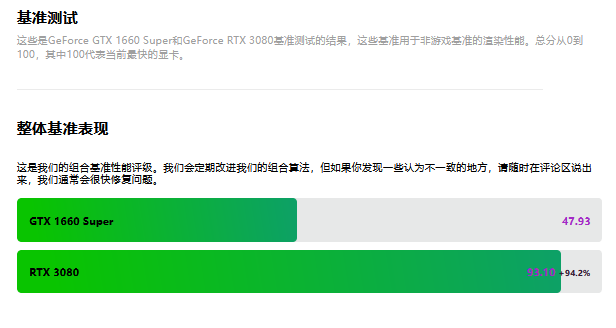 基准测试
这些是GeForce GTX 1660 Super和GeForce RTX 3080基准测试的结果，这些基准用于非游戏基准的渲染性能。总分从0到
100，其中100代表当前最快的显卡。
整体基准表现
这是我们的组合基准性能评级。我们会定期改进我们的组合算法，但如果你发现一些认为不一致的地方，请随时在评论区说出
来，我们通常会很快修复问题。
GTX 1660 Super 47.93
RTX 3080 93.10 +94.2%